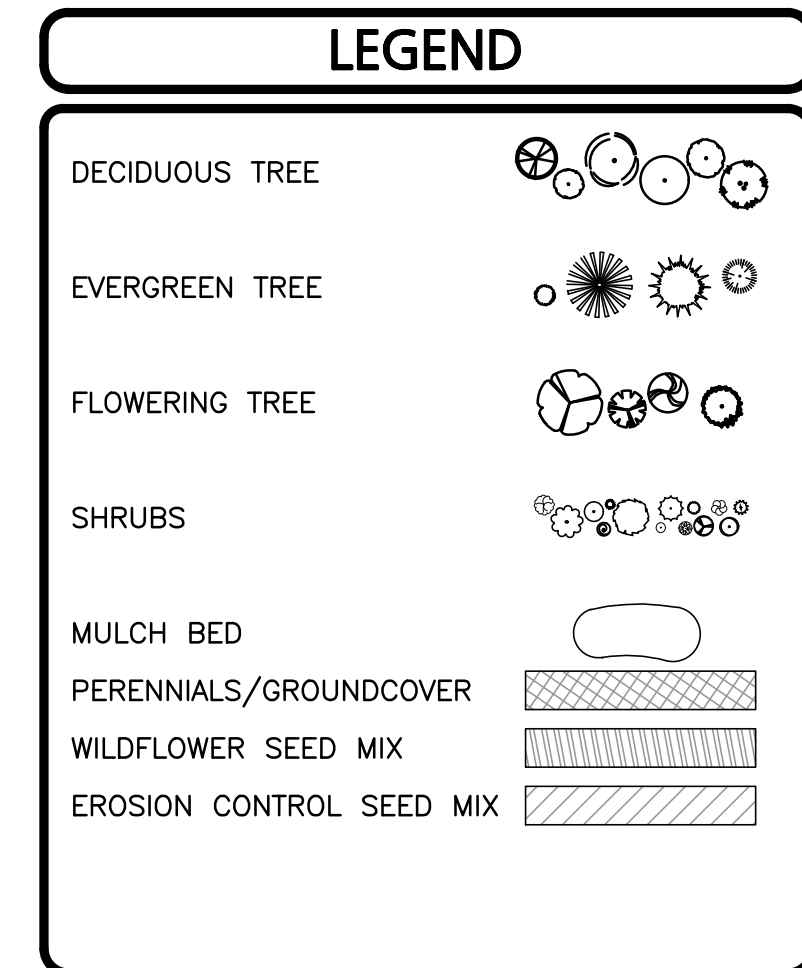 LEGEND
DECIDUOUS TREE
EVERGREEN TREE
FLOWERING TREE
SHRUBS
MULCH BED
PERENNIALS/GROUNDCOVER
WILDFLOWER SEED MIX
EROSION CONTROL SEED MIX